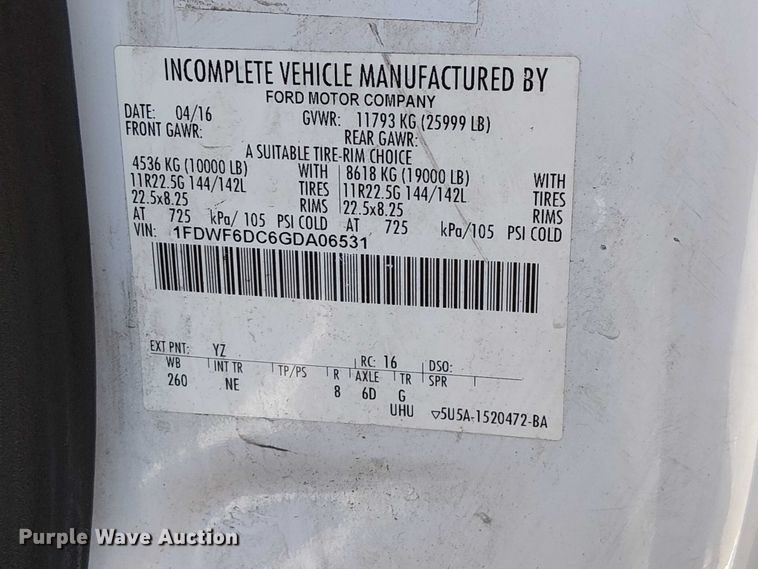 INCOMPLETE VEHICLE MANUFACTURED BY
FORD MOTOR COMPANY
DATE: 04/16 GVWR: 11793 KG (25999 LB)
FRONT GAWR: REAR GAWR:
A SUITABLE TIRE-RIM CHOICE
4536 KG (10000 LB) WITH 8618 KG (19000 LB) WITH
11R22.5G 144/142L TIRES 11R22.5G 144/142L TIRES
22.5x8.25 RIMS 22.5x8.25 RIMS
AT 725 kPa/ 105 PSI COLD AT 725 kPa/105 PSI COLD
VIN: 1FDWF6DC6GDA06531
EXT PNT: YZ RC: 16 DSO:
WB INT TR TP/PS R AXLE TR SPR
260 NE 8 6D G
UHU ▽5U5A-1520472-BA
Purple Wave Auction